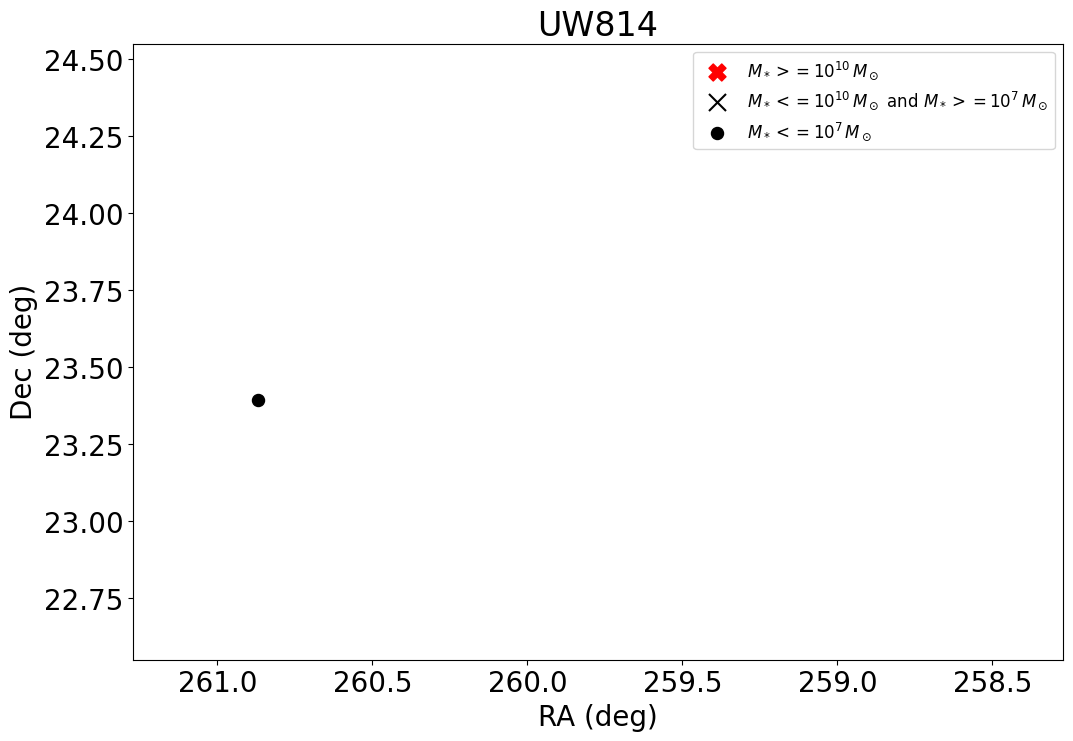 UW814
24.50
24.25
24.00
23.75
23.50
23.25
23.00
22.75
Dec (deg)
M* >= 10^10 M⊙
M* <= 10^10 M⊙ and M* >= 10^7 M⊙
M* <= 10^7 M⊙
261.0 260.5 260.0 259.5 259.0 258.5
RA (deg)